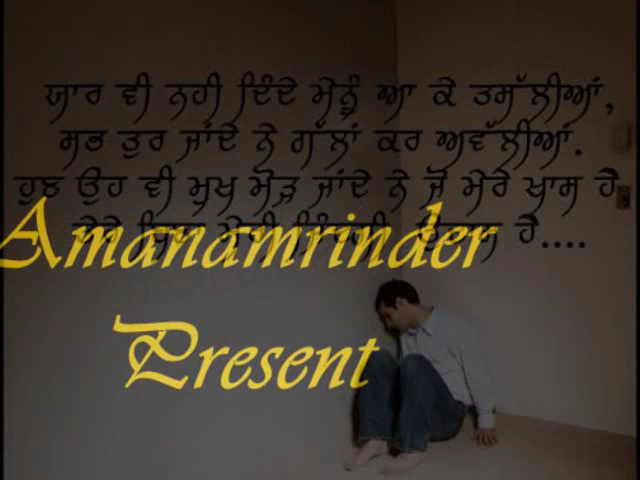 ਯਾਰ ਵੀ ਨਹੀ ਦਿੰਦੇ ਮੇਨੂੰ ਆ ਕੇ ਤਸੱਲੀਆਂ,
ਸਭ ਤੁਰ ਜਾਂਦੇ ਨੇ ਗੱਲਾਂ ਕਰ ਅਵੱਲੀਆਂ.
ਹੁਣ ਉਹ ਵੀ ਮੁਖ ਮੋੜ ਜਾਂਦੇ ਨੇ ਜੋ ਮੇਰੇ ਖਾਸ ਹੈ,
ਹੈ....
Amanamrinder
Present